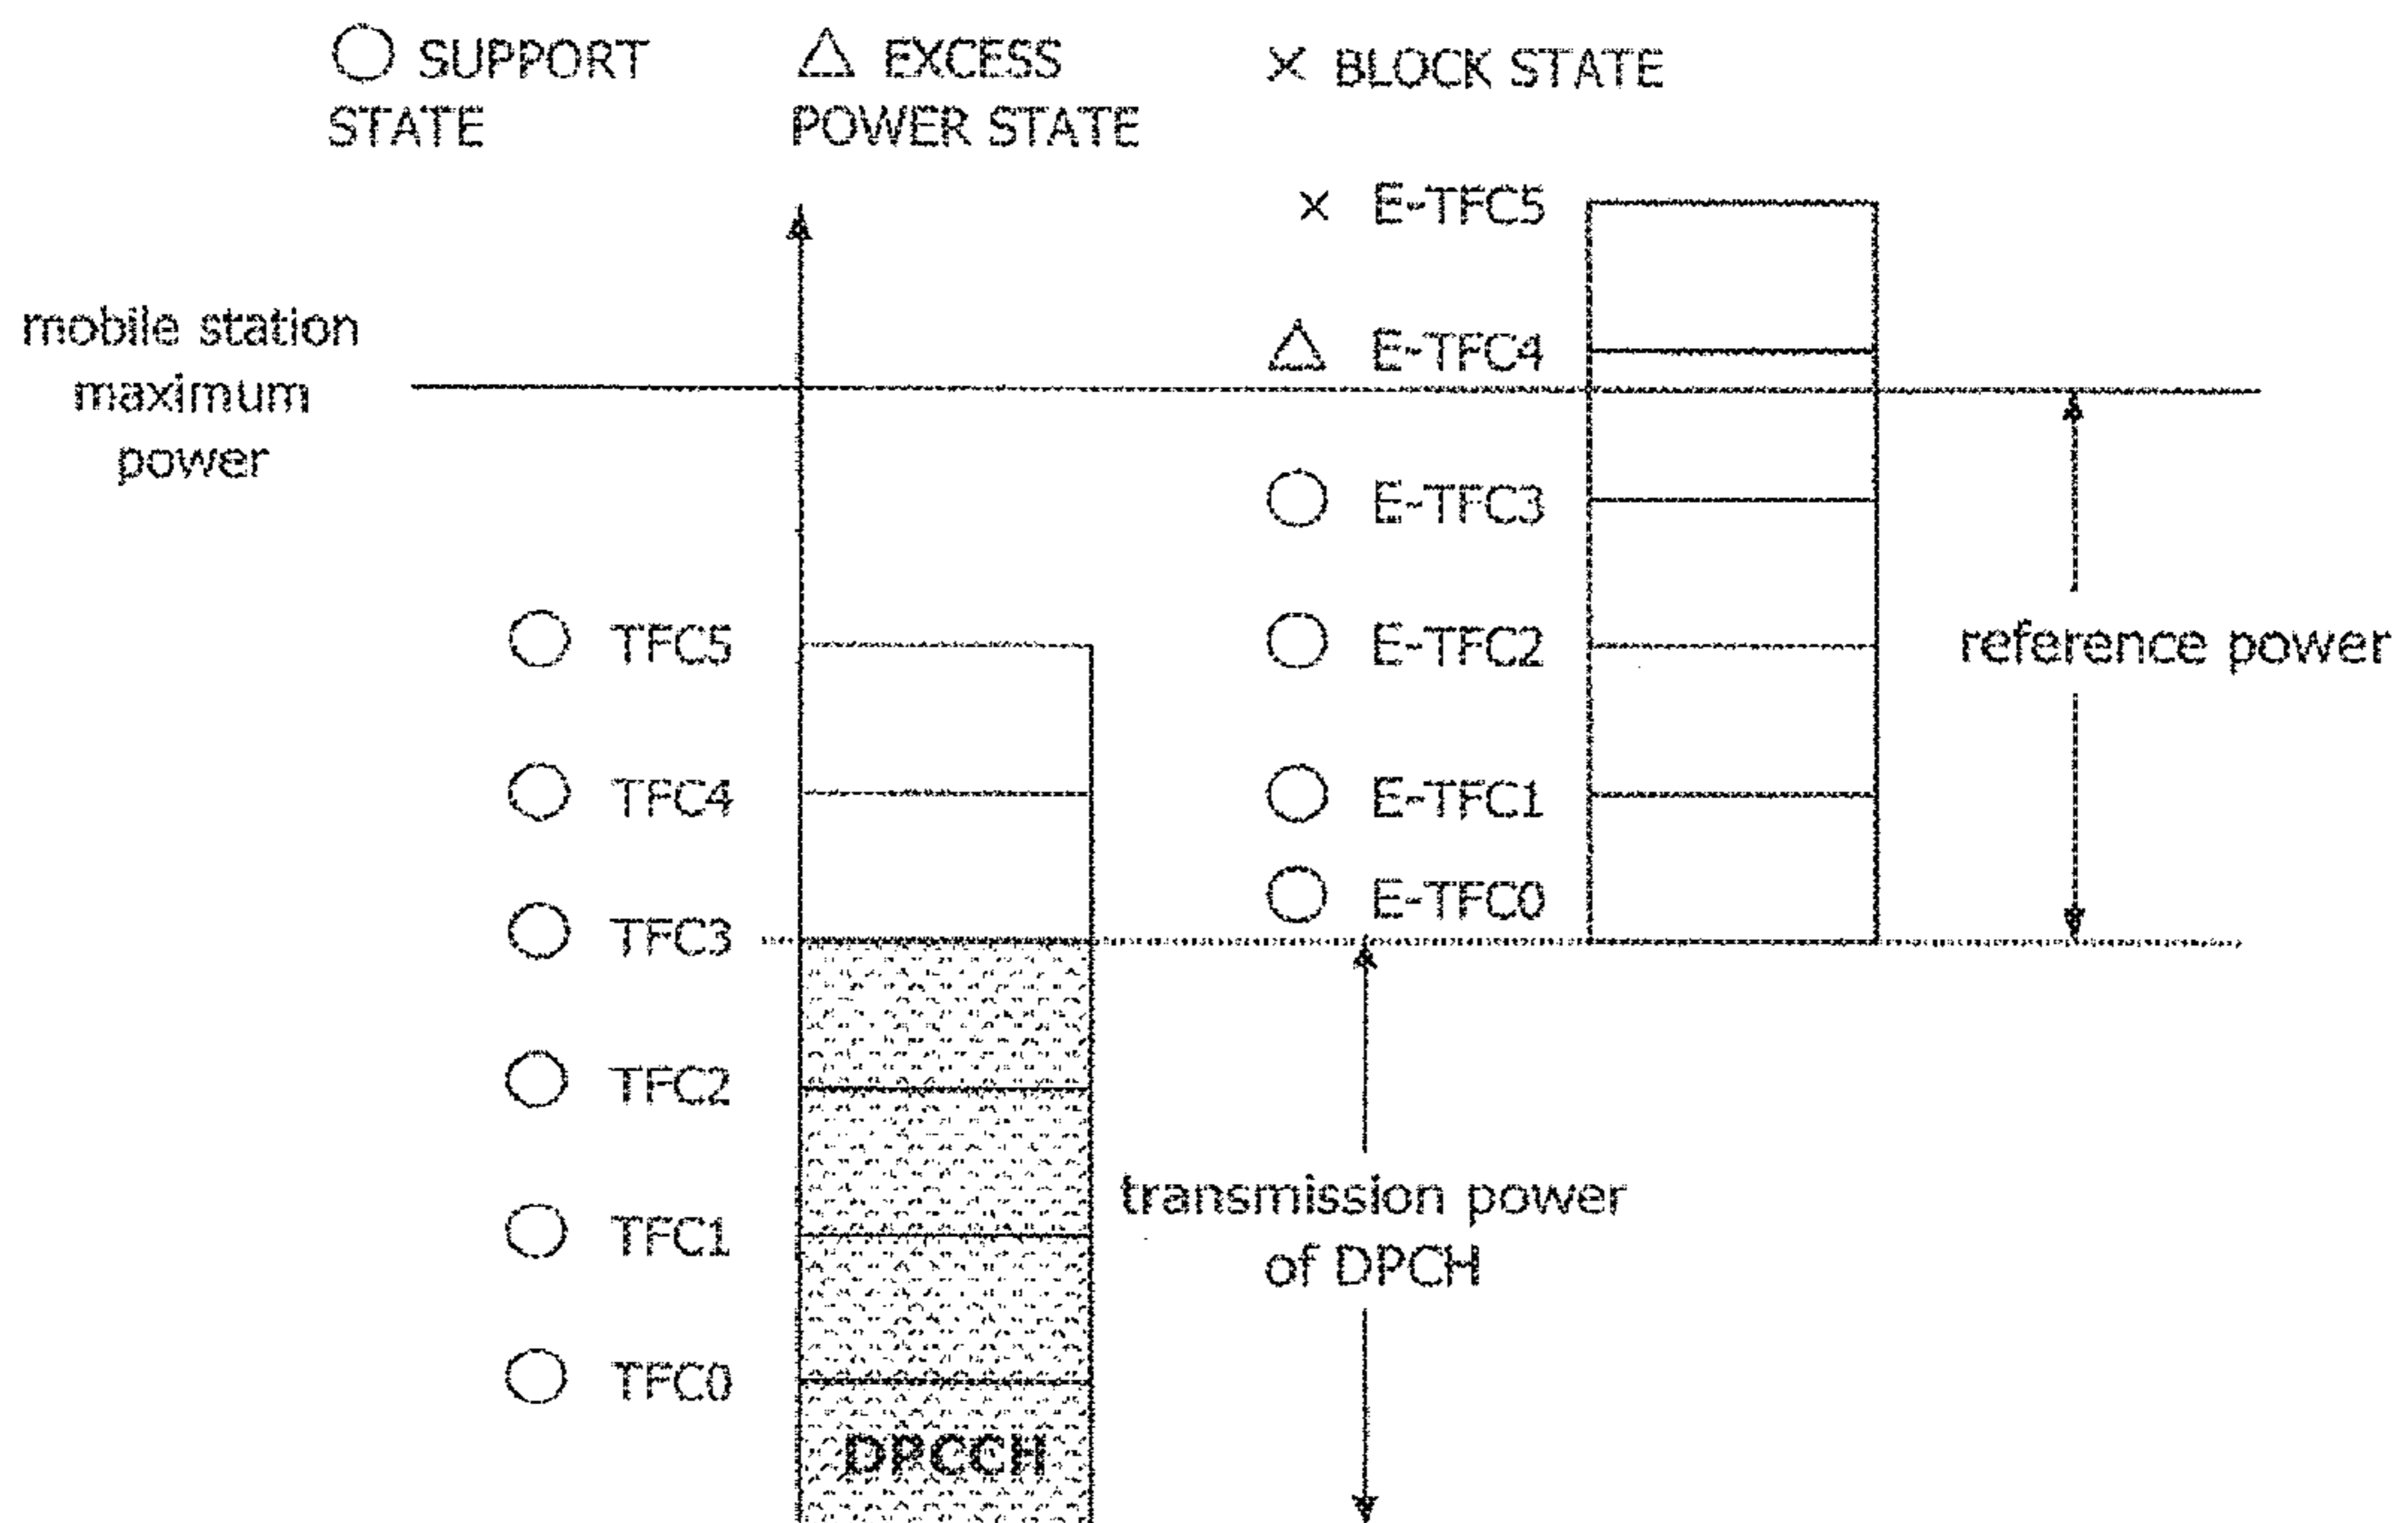 ○ SUPPORT
STATE
△ EXCESS
POWER STATE
× BLOCK STATE
× E-TFC5
mobile station
maximum
power
△ E-TFC4
○ E-TFC3
○ TFC5
○ E-TFC2
reference power
○ TFC4
○ E-TFC1
○ E-TFC0
○ TFC3
○ TFC2
transmission power
of DPCH
○ TFC1
○ TFC0
DPCCH